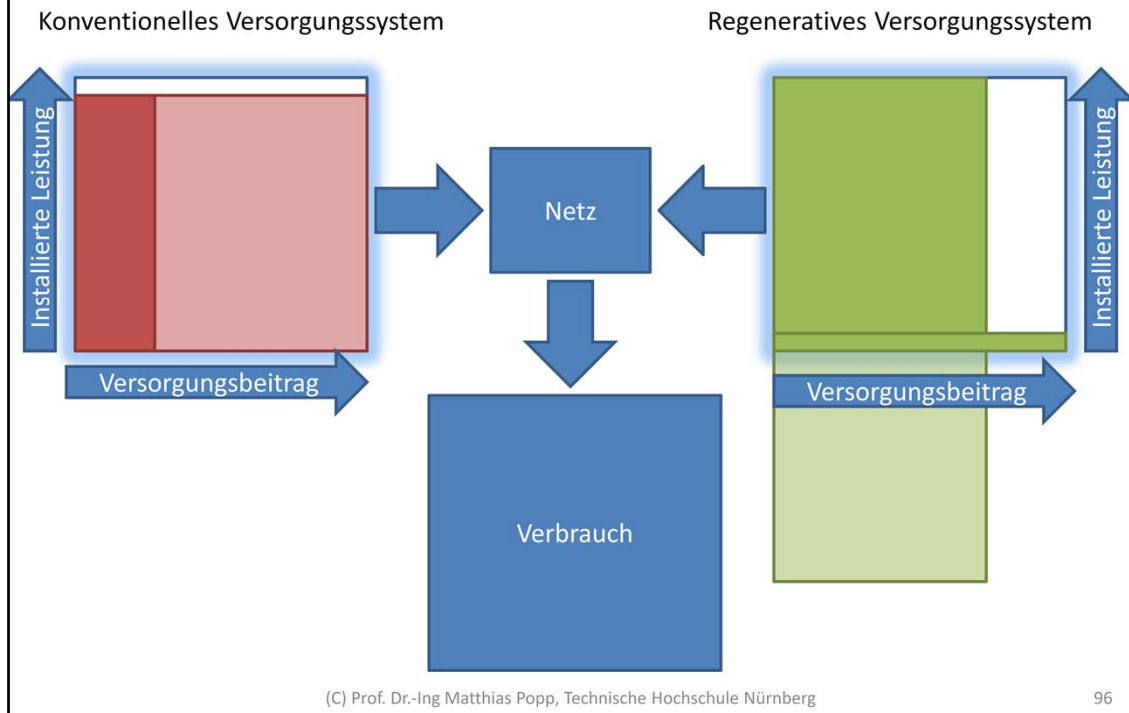 Konventionelles Versorgungssystem
Regeneratives Versorgungssystem
Installierte Leistung
Netz
Installierte Leistung
Versorgungsbeitrag
Versorgungsbeitrag
Verbrauch
(C) Prof. Dr.-Ing Matthias Popp, Technische Hochschule Nürnberg
96